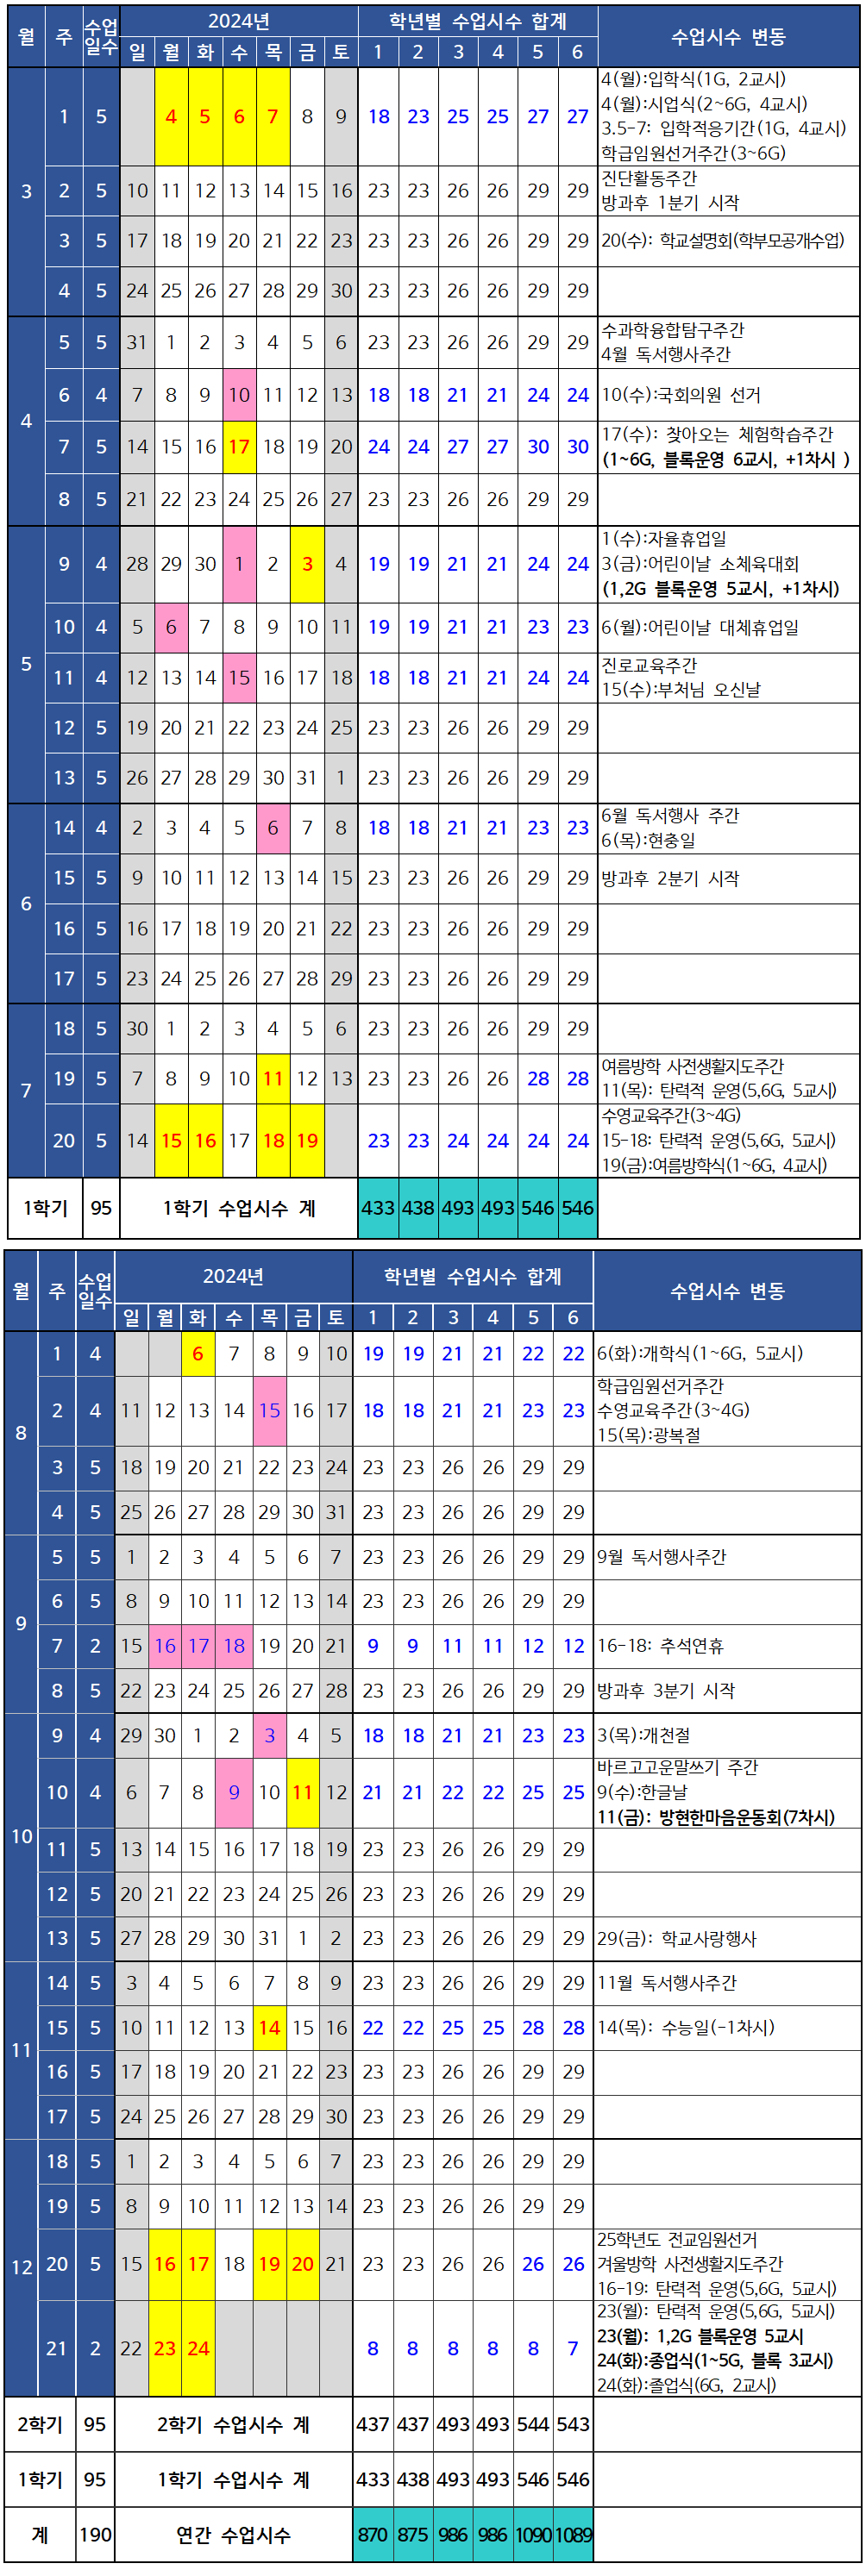 월 주 수업일수 2024년 학년별 수업시수 합계 수업시수 변동
일 월 화 수 목 금 토 1 2 3 4 5 6
3 1 5 4 5 6 7 8 9 18 23 25 25 27 27 4(월):입학식(1G, 2교시)
4(월):시업식(2~6G, 4교시)
3.5-7: 입학적응기간(1G, 4교시)
학급임원선거주간(3~6G)
2 5 10 11 12 13 14 15 16 23 23 26 26 29 29 진단활동주간
방과후 1분기 시작
3 5 17 18 19 20 21 22 23 23 23 26 26 29 29 20(수): 학교설명회(학부모공개수업)
4 5 24 25 26 27 28 29 30 23 23 26 26 29 29
4 5 5 31 1 2 3 4 5 6 23 23 26 26 29 29 수과학융합탐구주간
4월 독서행사주간
6 4 7 8 9 10 11 12 13 18 18 21 21 24 24 10(수):국회의원 선거
7 5 14 15 16 17 18 19 20 24 24 27 27 30 30 17(수): 찾아오는 체험학습주간
(1~6G, 블록운영 6교시, +1차시 )
8 5 21 22 23 24 25 26 27 23 23 26 26 29 29
5 9 4 28 29 30 1 2 3 4 19 19 21 21 24 24 1(수):자율휴업일
3(금):어린이날 소체육대회
(1,2G 블록운영 5교시, +1차시)
10 4 5 6 7 8 9 10 11 19 19 21 21 23 23 6(월):어린이날 대체휴업일
11 4 12 13 14 15 16 17 18 18 18 21 21 24 24 진로교육주간
15(수):부처님 오신날
12 5 19 20 21 22 23 24 25 23 23 26 26 29 29
13 5 26 27 28 29 30 31 1 23 23 26 26 29 29
6 14 4 2 3 4 5 6 7 8 18 18 21 21 23 23 6월 독서행사 주간
6(목):현충일
15 5 9 10 11 12 13 14 15 23 23 26 26 29 29 방과후 2분기 시작
16 5 16 17 18 19 20 21 22 23 23 26 26 29 29
17 5 23 24 25 26 27 28 29 23 23 26 26 29 29
7 18 5 30 1 2 3 4 5 6 23 23 26 26 29 29
19 5 7 8 9 10 11 12 13 23 23 26 26 28 28 여름방학 사전생활지도주간
11(목): 탄력적 운영(5,6G, 5교시)
20 5 14 15 16 17 18 19 23 23 24 24 24 24 수영교육주간(3~4G)
15-18: 탄력적 운영(5,6G, 5교시)
19(금):여름방학식(1~6G, 4교시)
1학기 95 1학기 수업시수 계 433 438 493 493 546 546
월 주 수업일수 2024년 학년별 수업시수 합계 수업시수 변동
일 월 화 수 목 금 토 1 2 3 4 5 6
8 1 4 6 7 8 9 10 19 19 21 21 22 22 6(화):개학식(1~6G, 5교시)
2 4 11 12 13 14 15 16 17 18 18 21 21 23 23 학급임원선거주간
수영교육주간(3~4G)
15(목):광복절
3 5 18 19 20 21 22 23 24 23 23 26 26 29 29
4 5 25 26 27 28 29 30 31 23 23 26 26 29 29
9 5 5 1 2 3 4 5 6 7 23 23 26 26 29 29 9월 독서행사주간
6 5 8 9 10 11 12 13 14 23 23 26 26 29 29
7 2 15 16 17 18 19 20 21 9 9 11 11 12 12 16-18: 추석연휴
8 5 22 23 24 25 26 27 28 23 23 26 26 29 29 방과후 3분기 시작
10 9 4 29 30 1 2 3 4 5 18 18 21 21 23 23 3(목):개천절
10 4 6 7 8 9 10 11 12 21 21 22 22 25 25 바르고고운말쓰기 주간
9(수):한글날
11(금): 방현한마음운동회(7차시)
11 5 13 14 15 16 17 18 19 23 23 26 26 29 29
12 5 20 21 22 23 24 25 26 23 23 26 26 29 29
13 5 27 28 29 30 31 1 2 23 23 26 26 29 29 29(금): 학교사랑행사
11 14 5 3 4 5 6 7 8 9 23 23 26 26 29 29 11월 독서행사주간
15 5 10 11 12 13 14 15 16 22 22 25 25 28 28 14(목): 수능일(-1차시)
16 5 17 18 19 20 21 22 23 23 23 26 26 29 29
17 5 24 25 26 27 28 29 30 23 23 26 26 29 29
12 18 5 1 2 3 4 5 6 7 23 23 26 26 29 29
19 5 8 9 10 11 12 13 14 23 23 26 26 29 29
20 5 15 16 17 18 19 20 21 23 23 26 26 26 26 25학년도 전교임원선거
겨울방학 사전생활지도주간
16-19: 탄력적 운영(5,6G, 5교시)
21 2 22 23 24 8 8 8 8 8 7 23(월): 탄력적 운영(5,6G, 5교시)
23(월): 1,2G 블록운영 5교시
24(화):종업식(1~5G, 블록 3교시)
24(화):졸업식(6G, 2교시)
2학기 95 2학기 수업시수 계 437 437 493 493 544 543
1학기 95 1학기 수업시수 계 433 438 493 493 546 546
계 190 연간 수업시수 870 875 986 986 1090 1089